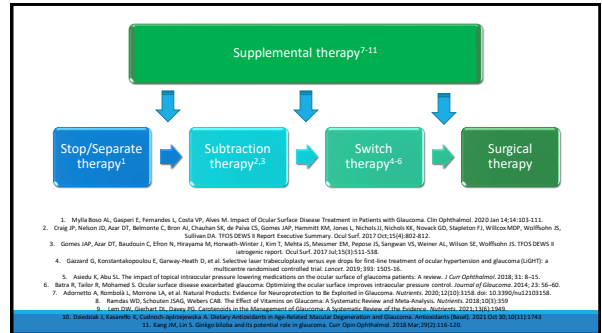 Supplemental therapy7-11
Stop/Separate
therapy1
Subtraction
therapy2,3
Switch
therapy4-6
Surgical
therapy
1. Mylla Boso AL, Gasperi E, Fernandes L, Costa VP, Alves M. Impact of Ocular Surface Disease Treatment in Patients with Glaucoma. Clin Ophthalmol. 2020 Jan 14;14:103-111.
2. Craig JP, Nelson JD, Azar DT, Belmonte C, Bron AJ, Chauhan SK, de Paiva CS, Gomes JAP, Hammitt KM, Jones L, Nichols JJ, Nichols KK, Novack GD, Stapleton FJ, Willcox MDP, Wolffsohn JS,
Sullivan DA. TFOS DEWS II Report Executive Summary. Ocul Surf. 2017 Oct;15(4):802-812.
3. Gomes JAP, Azar DT, Baudouin C, Efron N, Hirayama M, Horwath-Winter J, Kim T, Mehta JS, Messmer EM, Pepose JS, Sangwan VS, Weiner AL, Wilson SE, Wolffsohn JS. TFOS DEWS II
iatrogenic report. Ocul Surf. 2017 Jul;15(3):511-538.
4. Gazzard G, Konstantakopoulou E, Garway-Heath D, et al. Selective laser trabeculoplasty versus eye drops for first-line treatment of ocular hypertension and glaucoma (LiGHT): a
multicentre randomised controlled trial. Lancet. 2019; 393: 1505-16.
5. Asiedu K, Abu SL. The impact of topical intraocular pressure lowering medications on the ocular surface of glaucoma patients: A review. J Curr Ophthalmol. 2018; 31: 8–15.
6. Batra R, Tailor R, Mohamed S. Ocular surface disease exacerbated glaucoma: Optimizing the ocular surface improves intraocular pressure control. Journal of Glaucoma. 2014; 23: 56–60.
7. Adornetto A, Rombolà L, Morrone LA, et al. Natural Products: Evidence for Neuroprotection to Be Exploited in Glaucoma. Nutrients. 2020;12(10):3158. doi: 10.3390/nu12103158.
8. Ramdas WD, Schouten JSAG, Webers CAB. The Effect of Vitamins on Glaucoma: A Systematic Review and Meta-Analysis. Nutrients. 2018;10(3):359
9. Lem DW, Gierhart DL, Davey PG. Carotenoids in the Management of Glaucoma: A Systematic Review of the Evidence. Nutrients. 2021;13(6):1949.
10. Dziedziak J, Kasarełło K, Cudnoch-Jędrzejewska A. Dietary Antioxidants in Age-Related Macular Degeneration and Glaucoma. Antioxidants (Basel). 2021 Oct 30;10(11):1743
11. Kang JM, Lin S. Ginkgo biloba and its potential role in glaucoma. Curr Opin Ophthalmol. 2018 Mar;29(2):116-120.